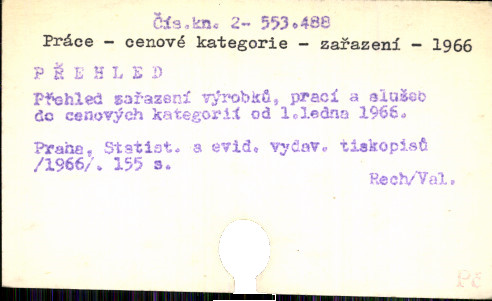 Čís.kn. 2- 553.488
Práce - cenové kategorie - zařazení - 1966
P Ř E H L E D
Přehled zařazení výrobků, prací a služeb
do cenových kategorií od 1.ledna 1966.
Praha, Statist. a evid. vydav. tiskopisů
/1966/. 155 s.
Rech/Val.